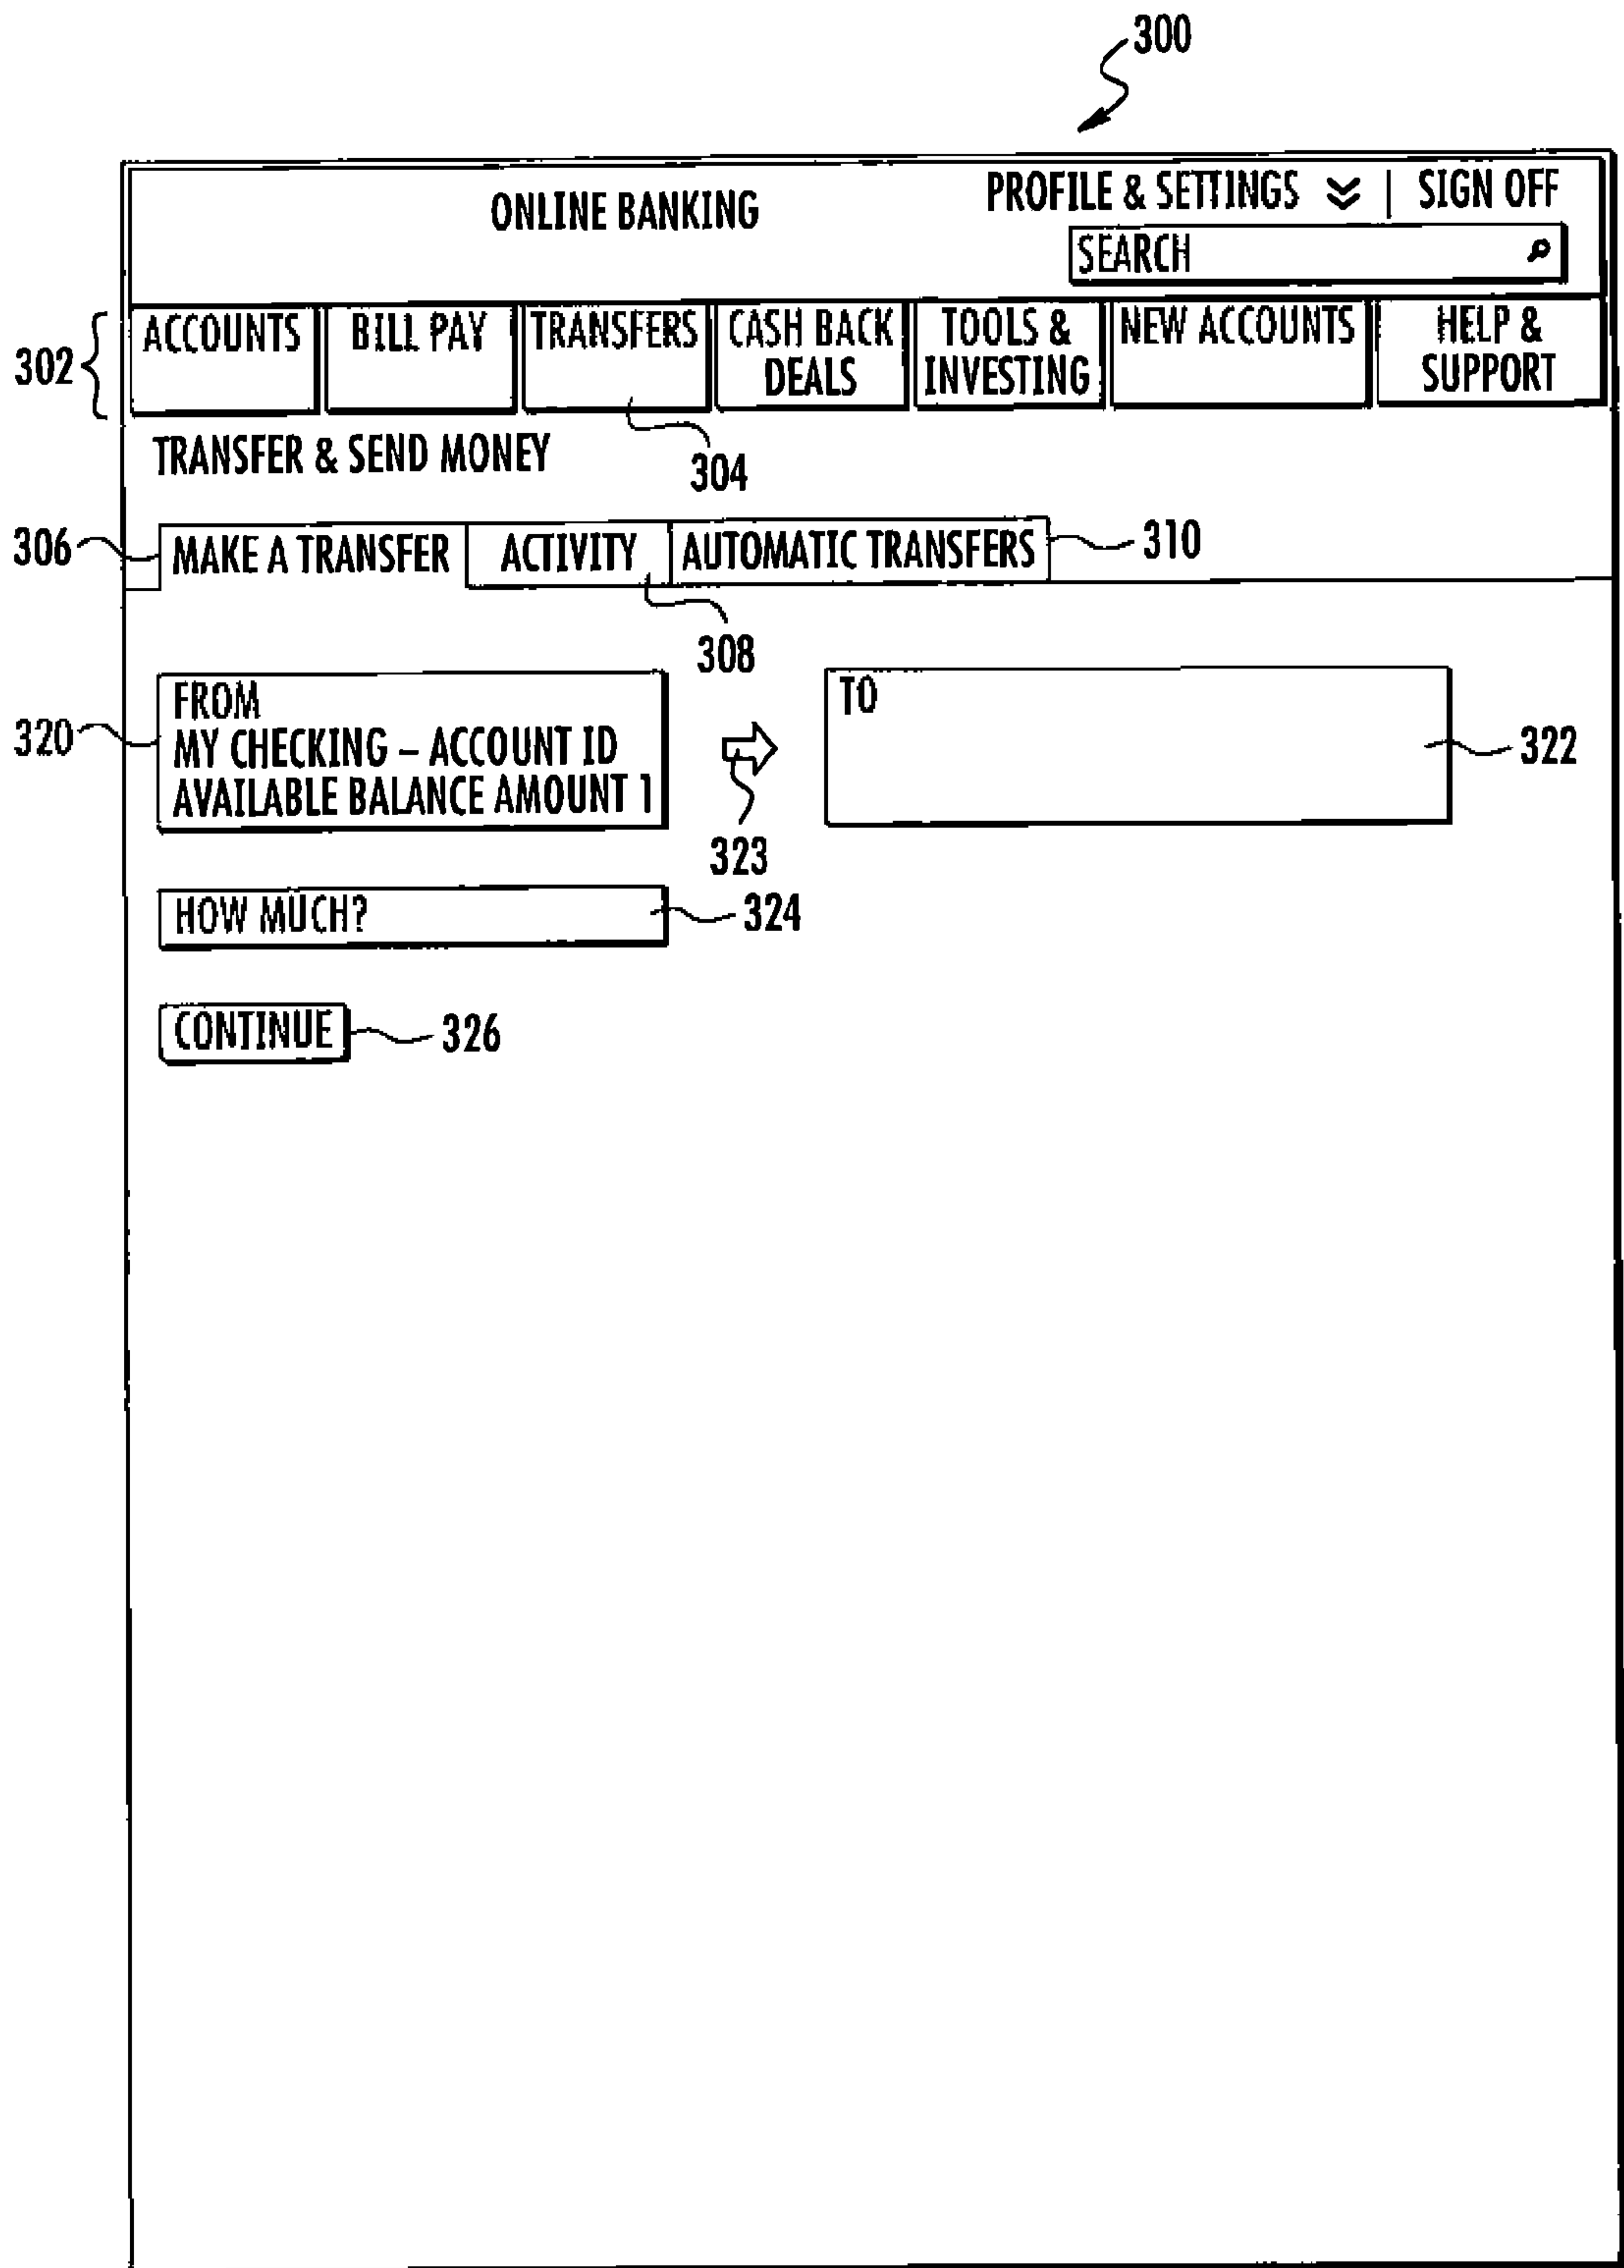 300
ONLINE BANKING
PROFILE & SETTINGS | SIGN OFF
SEARCH
302
ACCOUNTS
BILL PAY
TRANSFERS
CASH BACK
DEALS
TOOLS &
INVESTING
NEW ACCOUNTS
HELP &
SUPPORT
304
TRANSFER & SEND MONEY
306
MAKE A TRANSFER
ACTIVITY
AUTOMATIC TRANSFERS
310
308
320
FROM
MY CHECKING – ACCOUNT ID
AVAILABLE BALANCE AMOUNT 1
323
TO
322
HOW MUCH?
324
CONTINUE
326